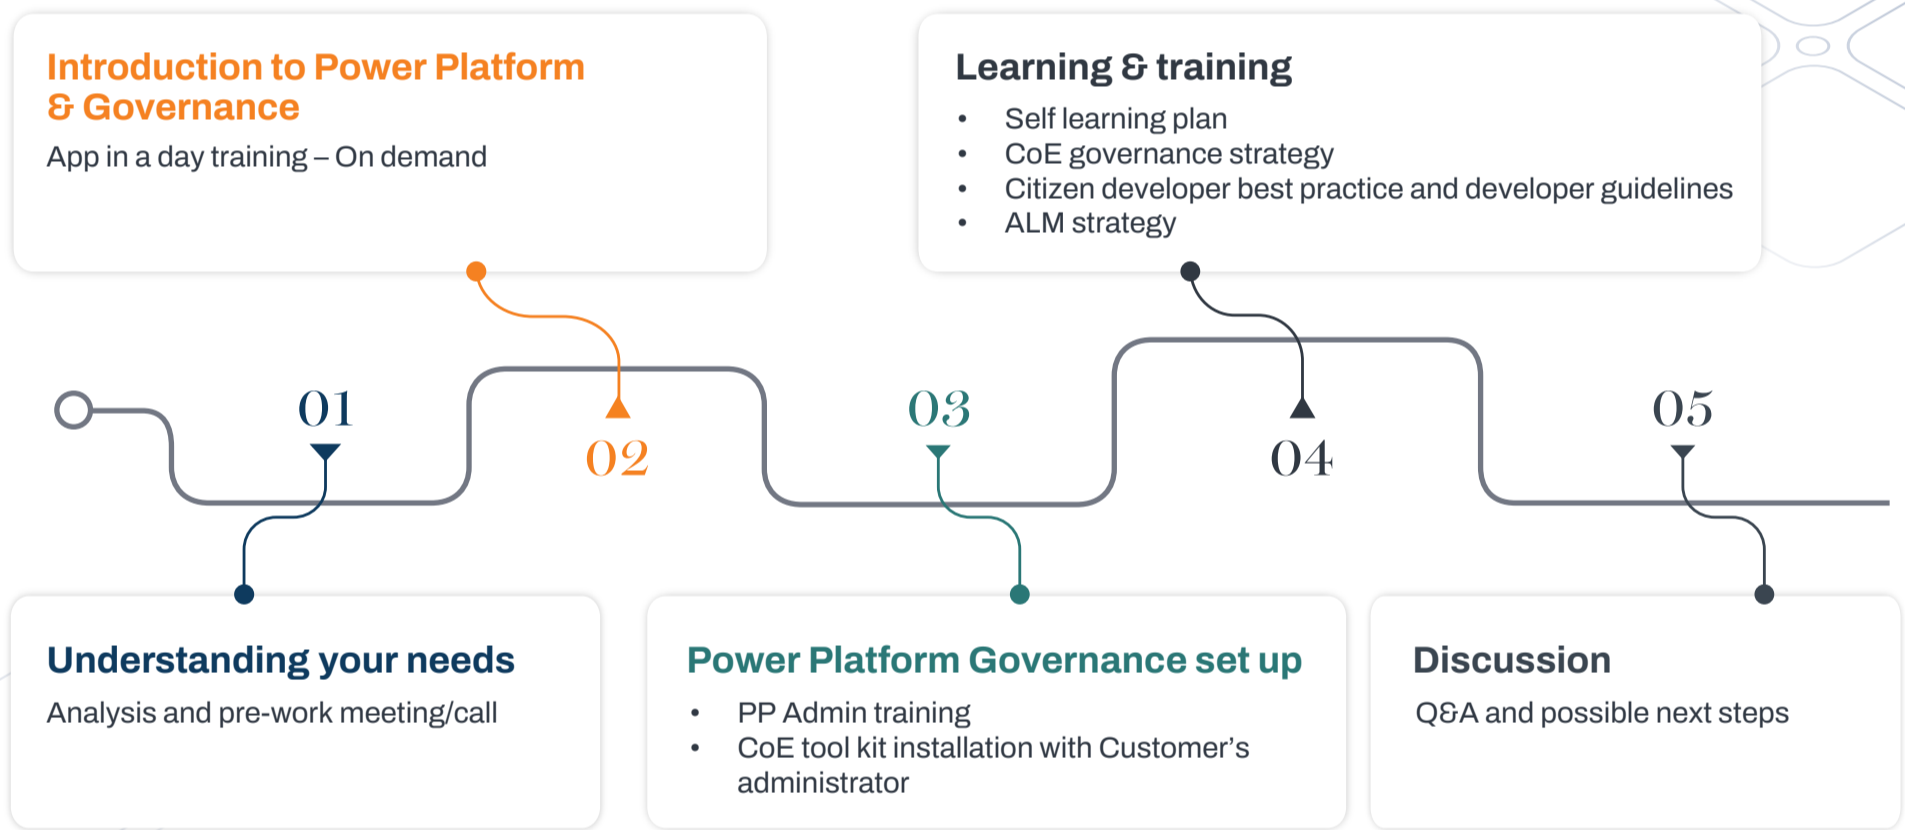 Introduction to Power Platform
& Governance
App in a day training – On demand
Learning & training
• Self learning plan
• CoE governance strategy
• Citizen developer best practice and developer guidelines
• ALM strategy
01
02
03
04
05
Understanding your needs
Analysis and pre-work meeting/call
Power Platform Governance set up
• PP Admin training
• CoE tool kit installation with Customer’s
administrator
Discussion
Q&A and possible next steps